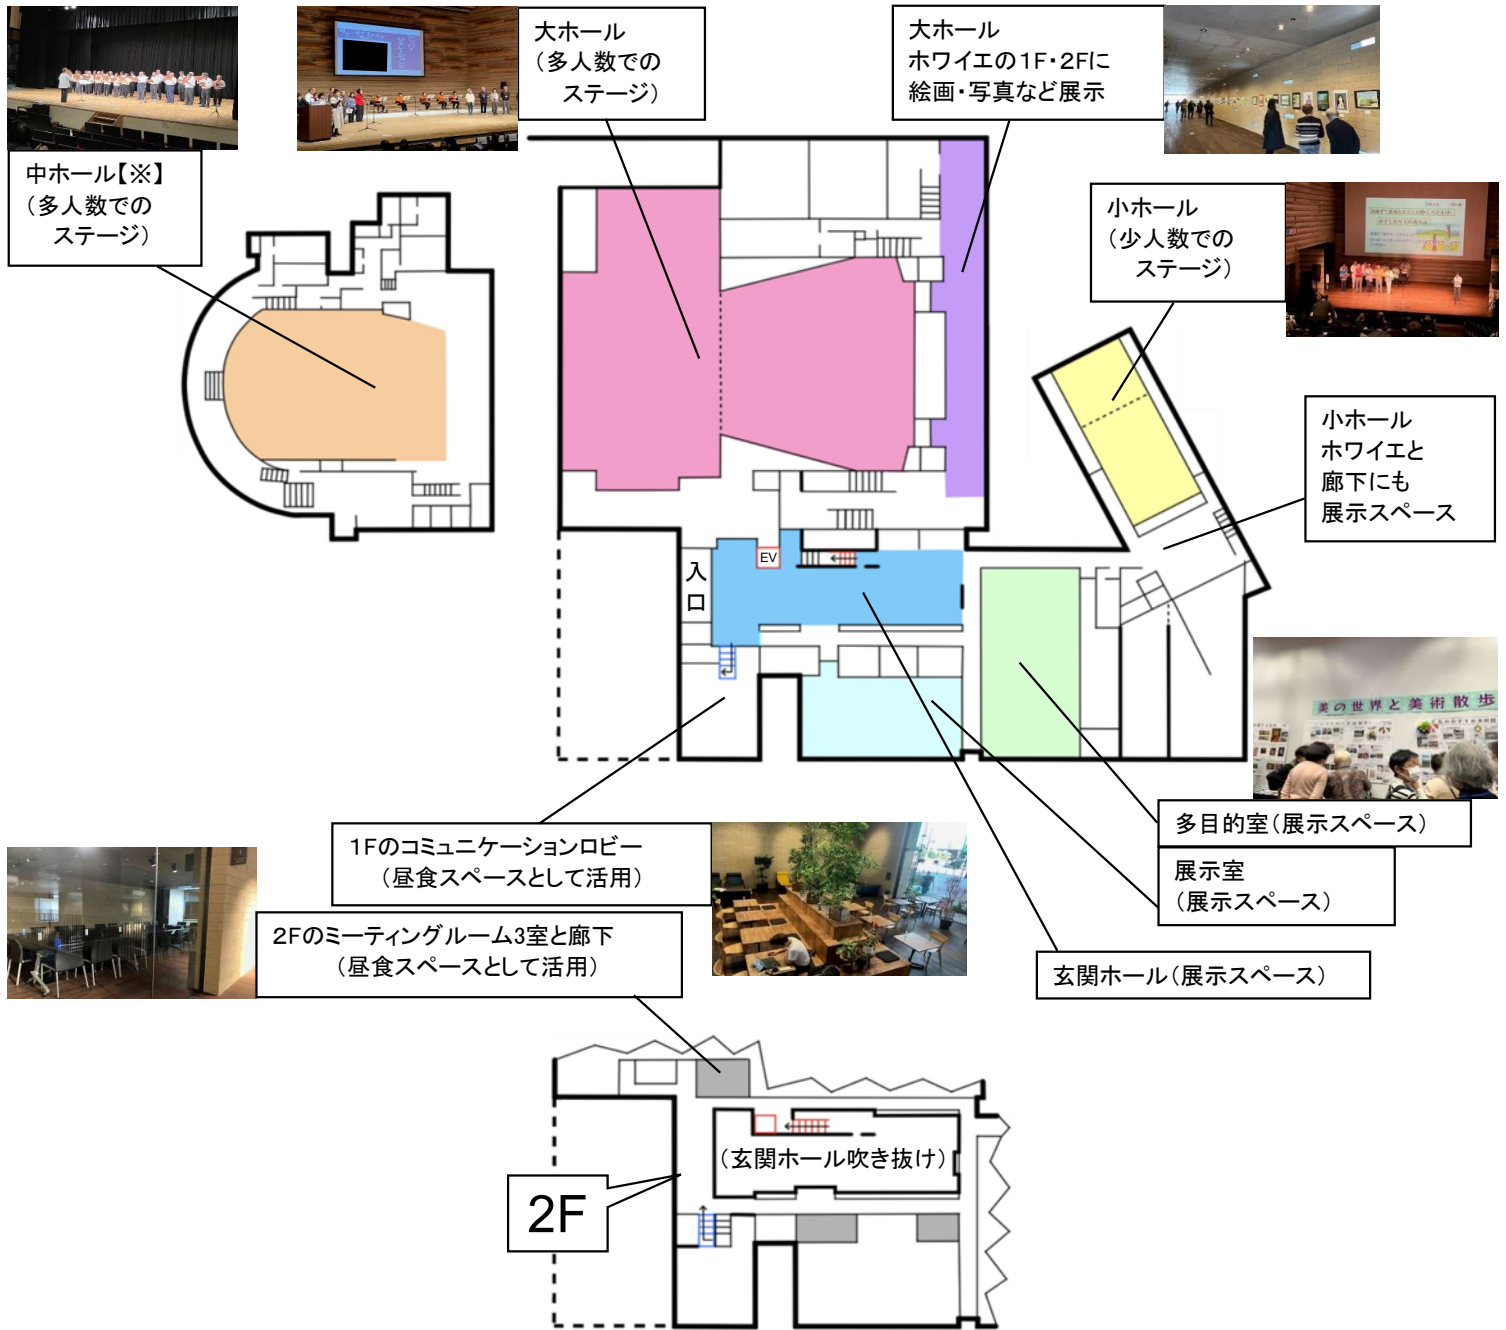 大ホール
(多人数での
ステージ)
大ホール
ホワイエの1F・2Fに
絵画・写真など展示
中ホール【※】
(多人数での
ステージ)
小ホール
(少人数での
ステージ)
小ホール
ホワイエと
廊下にも
展示スペース
EV
入
口
美の世界と美術散歩
多目的室(展示スペース)
1Fのコミュニケーションロビー
(昼食スペースとして活用)
展示室
(展示スペース)
2Fのミーティングルーム3室と廊下
(昼食スペースとして活用)
玄関ホール(展示スペース)
(玄関ホール吹き抜け)
2F